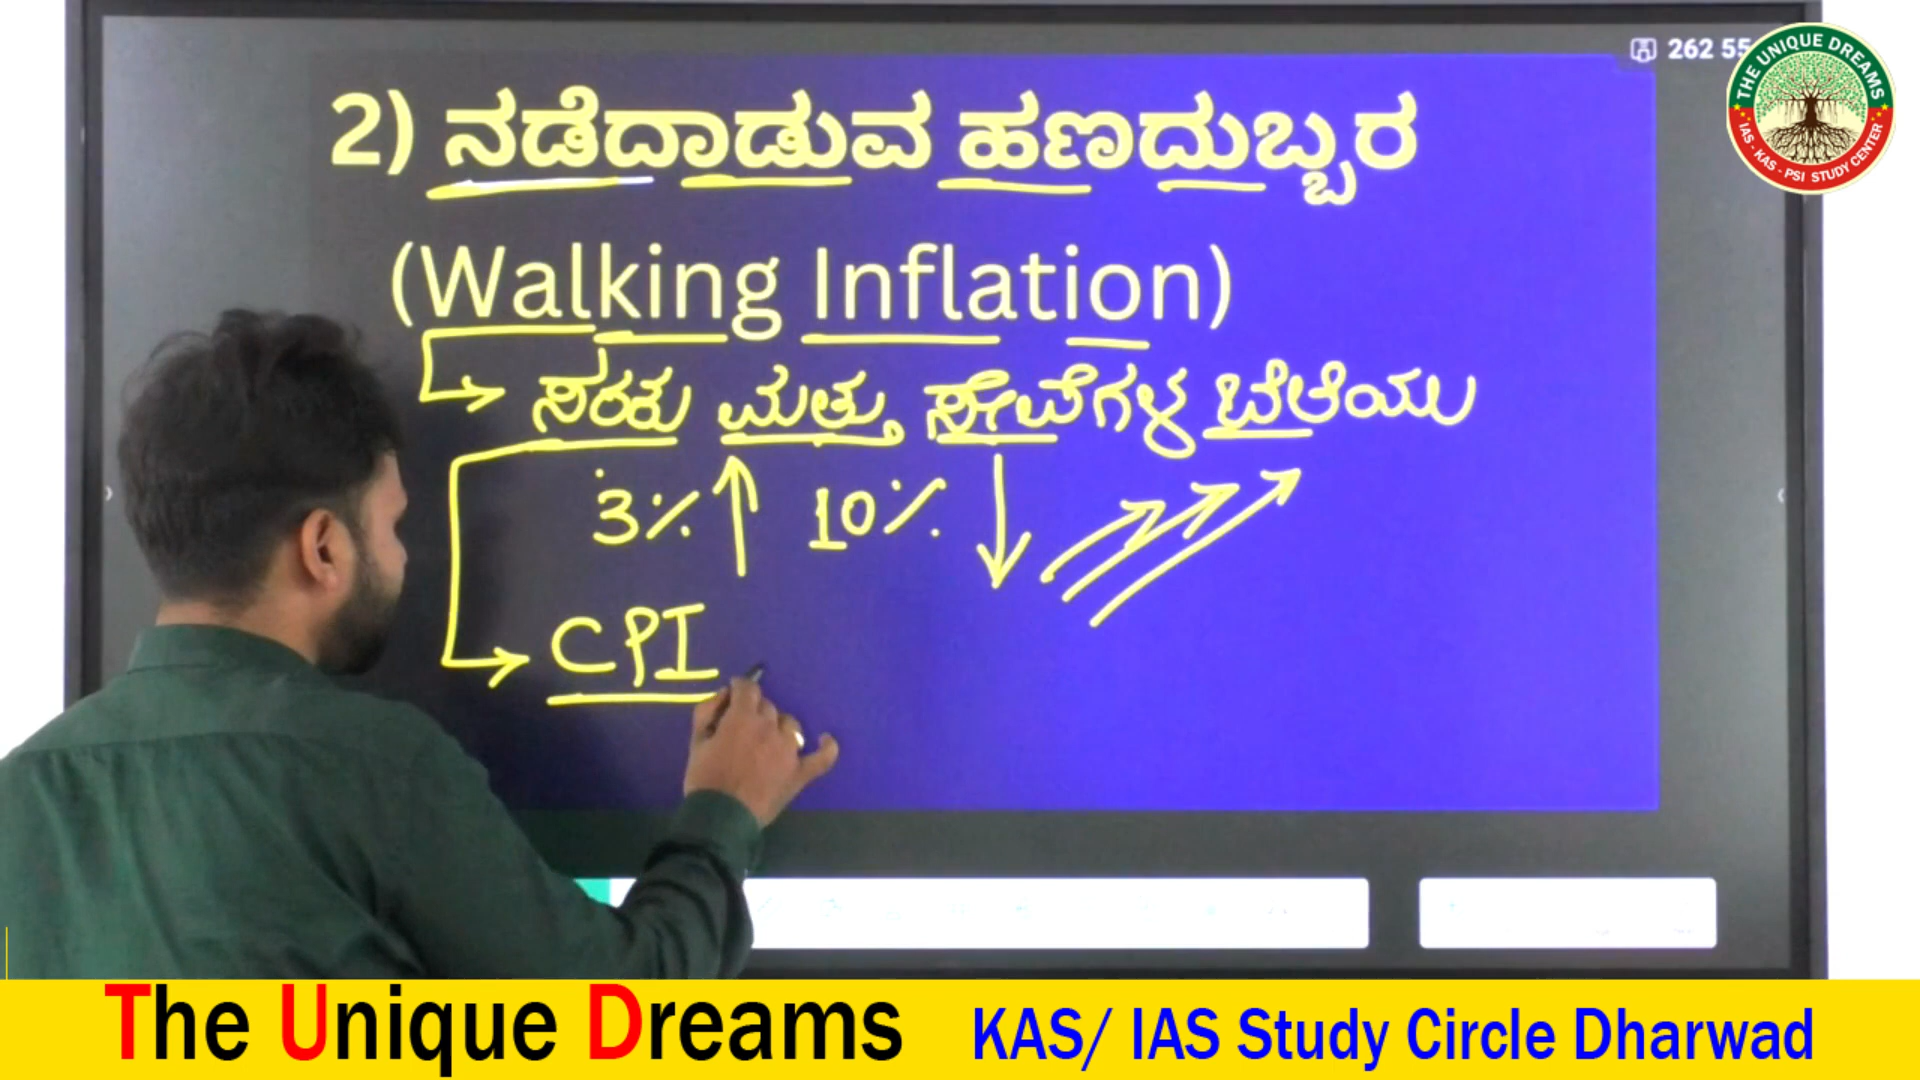 262 55
THE UNIQUE DREAMS
IAS - KAS - PSI STUDY CENTER
2) ನಡೆದಾಡುವ ಹಣದುಬ್ಬರ
(Walking Inflation)
ಸರಕು ಮತ್ತು ಸೇವೆಗಳ ಬೆಲೆಯು
3% 10%
CPI
The Unique Dreams KAS/ IAS Study Circle Dharwad